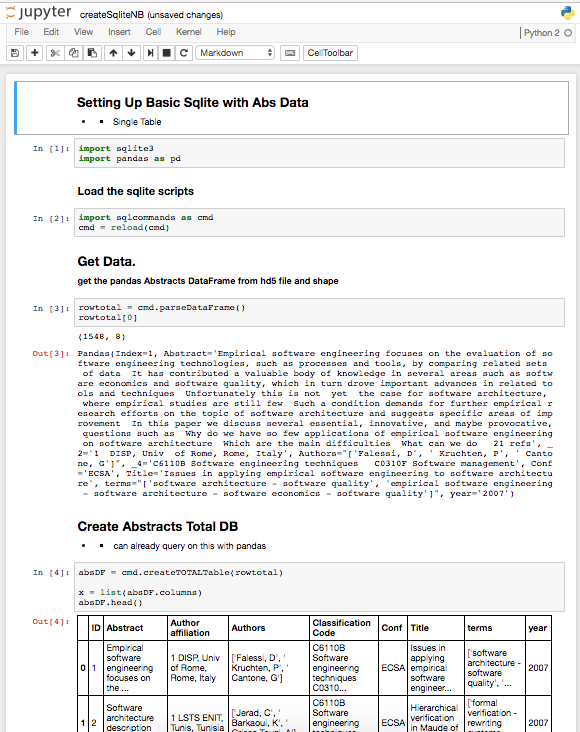 jupyter createSqliteNB (unsaved changes)
File Edit View Insert Cell Kernel Help Python 2
Markdown CellToolbar
Setting Up Basic Sqlite with Abs Data
Single Table
In [1]: import sqlite3
import pandas as pd
Load the sqlite scripts
In [2]: import sqlcommands as cmd
cmd = reload(cmd)
Get Data.
get the pandas Abstracts DataFrame from hd5 file and shape
In [3]: rowtotal = cmd.parseDataFrame()
rowtotal[0]
(1548, 8)
Out[3]: Pandas(Index=1, Abstract='Empirical software engineering focuses on the evaluation of so
ftware engineering technologies, such as processes and tools, by comparing related sets
of data  It has contributed a valuable body of knowledge in several areas such as softw
are economics and software quality, which in turn drove important advances in related to
ols and techniques  Unfortunately this is not  yet  the case for software architecture,
where empirical studies are still few  Such a condition demands for further empirical r
esearch efforts on the topic of software architecture and suggests specific areas of imp
rovement  In this paper we discuss several essential, innovative, and maybe provocative,
questions such as  Why do we have so few applications of empirical software engineering
on software architecture  Which are the main difficulties  What can we do   21 refs', _
2='1  DISP, Univ  of Rome, Rome, Italy', Authors="['Falessi, D', ' Kruchten, P', ' Canto
ne, G']", _4='C6110B Software engineering techniques   C0310F Software management', Conf
='ECSA', Title='Issues in applying empirical software engineering to software architectu
re', terms="['software architecture - software quality', 'empirical software engineering
- software architecture - software economics - software quality']", year='2007')
Create Abstracts Total DB
can already query on this with pandas
In [4]: absDF = cmd.createTOTALTable(rowtotal)
x = list(absDF.columns)
absDF.head()
Out[4]:
ID Abstract Author affiliation Authors Classification Code Conf Title terms year
0 1 Empirical software engineering focuses on the ... 1 DISP, Univ of Rome, Rome, Italy ['Falessi, D', ' Kruchten, P', ' Cantone, G'] C6110B Software engineering techniques C0310... ECSA Issues in applying empirical software engineer... ['software architecture - software quality', '... 2007
1 2 Software architecture description 1 LSTS ENIT, Tunis, Tunisia ['Jerad, C', ' Barkaoui, K', ' C6110B Software engineering techniques ECSA Hierarchical verification in Maude of ['formal verification - rewriting 2007